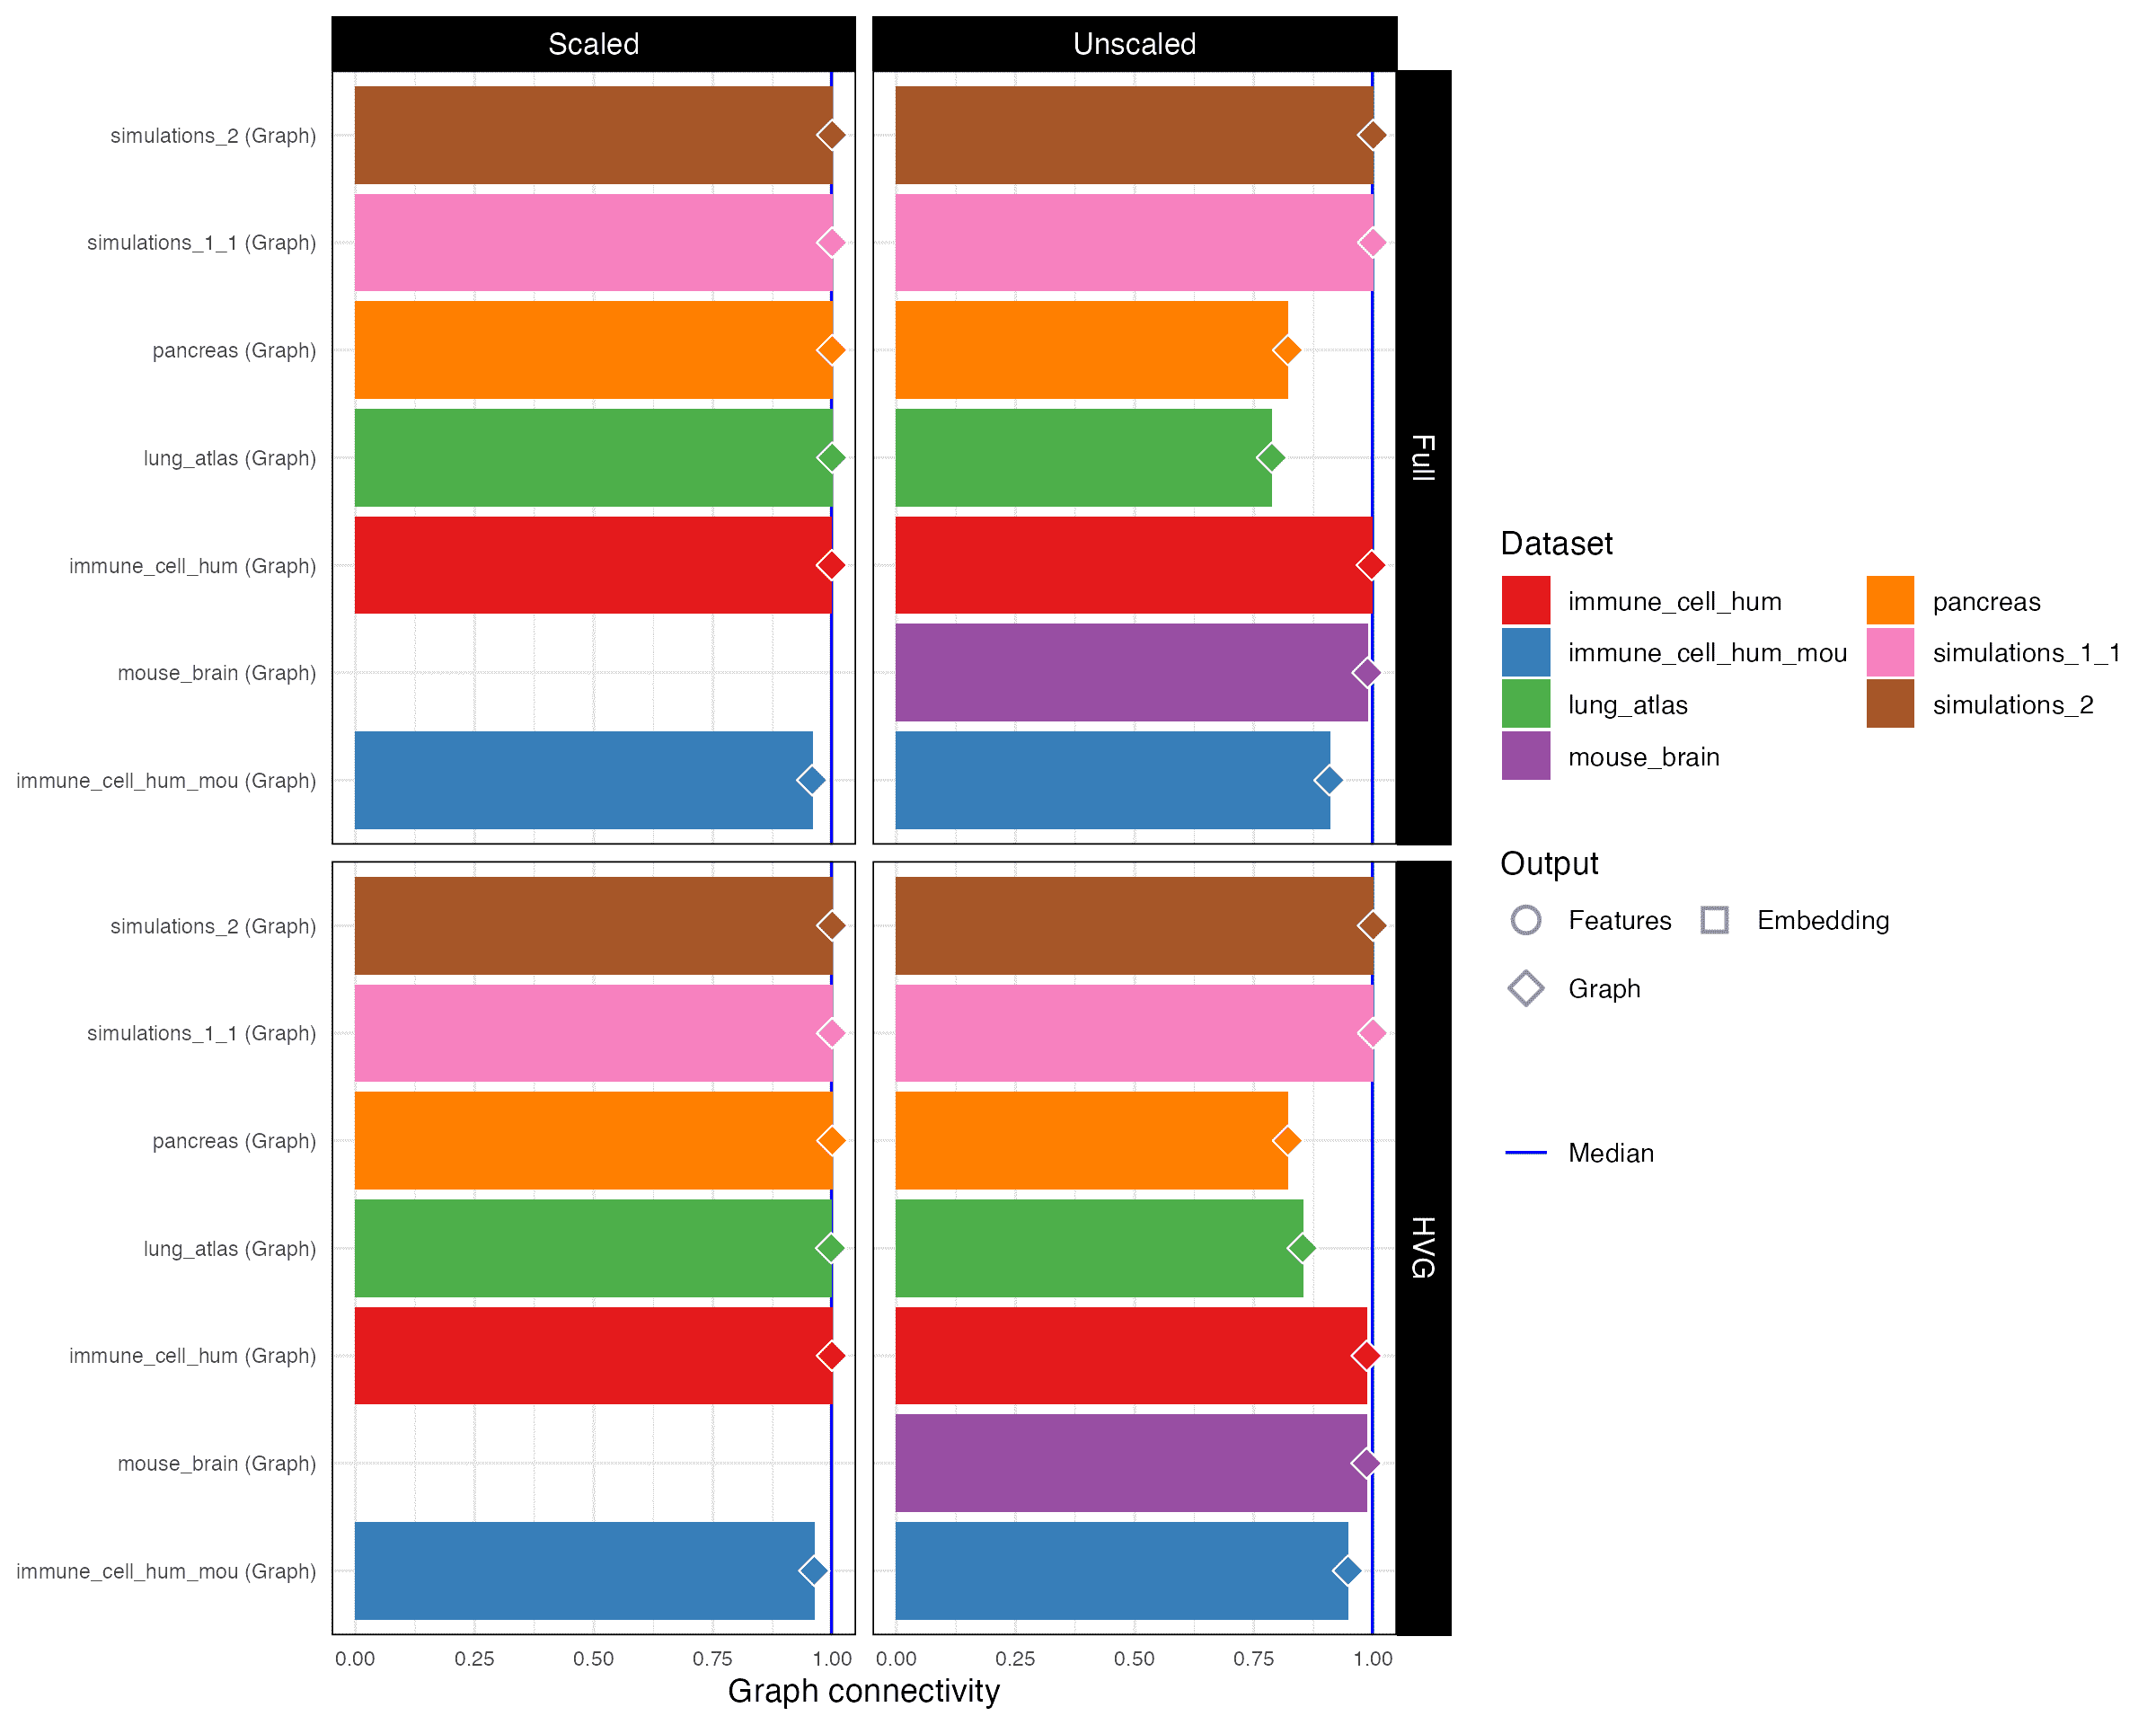 Scaled
Unscaled
simulations_2 (Graph)
simulations_1_1 (Graph)
pancreas (Graph)
lung_atlas (Graph)
immune_cell_hum (Graph)
mouse_brain (Graph)
immune_cell_hum_mou (Graph)
Full
simulations_2 (Graph)
simulations_1_1 (Graph)
pancreas (Graph)
lung_atlas (Graph)
immune_cell_hum (Graph)
mouse_brain (Graph)
immune_cell_hum_mou (Graph)
HVG
0.00 0.25 0.50 0.75 1.00 0.00 0.25 0.50 0.75 1.00
Graph connectivity
Dataset
immune_cell_hum pancreas
immune_cell_hum_mou simulations_1_1
lung_atlas simulations_2
mouse_brain
Output
Features Embedding
Graph
Median